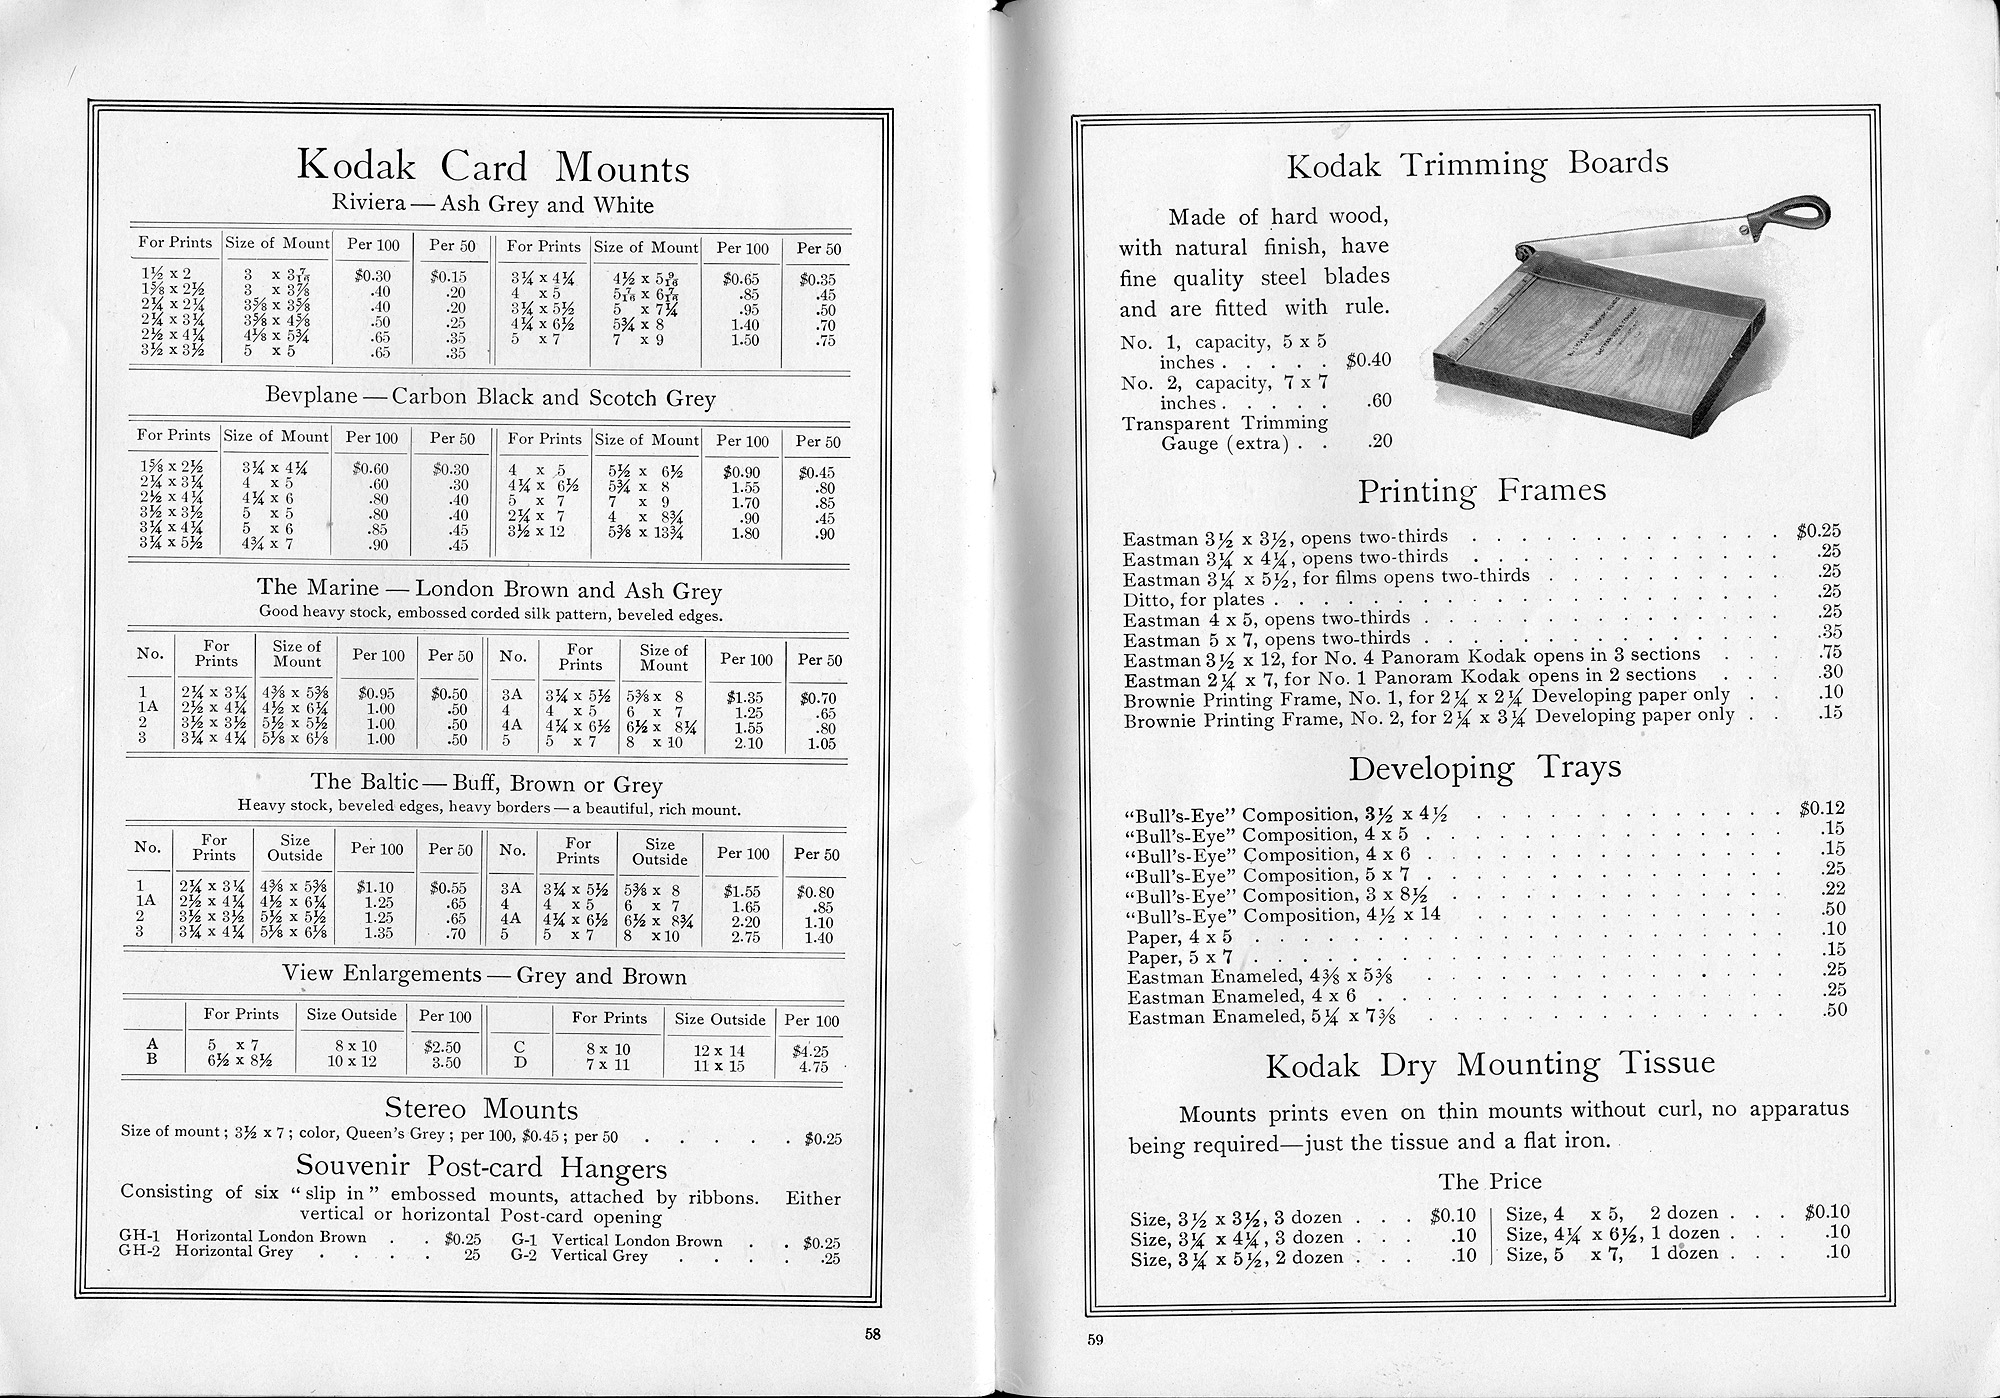 Kodak Card Mounts
Riviera — Ash Grey and White
For Prints Size of Mount Per 100 Per 50 For Prints Size of Mount Per 100 Per 50
1½ x 2 3 x 3 7/16 $0.30 $0.15 3¼ x 4¼ 4½ x 5 9/16 $0.65 $0.35
1⅝ x 2½ 3 x 3⅞ .40 .20 4 x 5 5 7/16 x 6 7/16 .85 .45
2¼ x 2¼ 3⅝ x 3⅝ .40 .20 3¼ x 5½ 5 x 7¼ .95 .50
2¼ x 3¼ 3⅝ x 4⅝ .50 .25 4¼ x 6½ 5¾ x 8 1.40 .70
2½ x 4¼ 4⅛ x 5¾ .65 .35 5 x 7 7 x 9 1.50 .75
3½ x 3½ 5 x 5 .65 .35
Bevplane — Carbon Black and Scotch Grey
For Prints Size of Mount Per 100 Per 50 For Prints Size of Mount Per 100 Per 50
1⅝ x 2½ 3¼ x 4¼ $0.60 $0.30 4 x 5 5½ x 6½ $0.90 $0.45
2¼ x 3¼ 4 x 5 .60 .30 4¼ x 6½ 5¾ x 8 1.55 .80
2½ x 4¼ 4¼ x 6 .80 .40 5 x 7 7 x 9 1.70 .85
3½ x 3½ 5 x 5 .80 .40 2¼ x 7 4 x 8¾ .90 .45
3¼ x 4¼ 5 x 6 .85 .45 3½ x 12 5⅜ x 13¾ 1.80 .90
3¼ x 5½ 4¾ x 7 .90 .45
The Marine — London Brown and Ash Grey
Good heavy stock, embossed corded silk pattern, beveled edges.
No. For Prints Size of Mount Per 100 Per 50 No. For Prints Size of Mount Per 100 Per 50
1 2¼ x 3¼ 4⅜ x 5⅜ $0.95 $0.50 3A 3¼ x 5½ 5⅜ x 8 $1.35 $0.70
1A 2½ x 4¼ 4½ x 6¼ 1.00 .50 4 4 x 5 6 x 7 1.25 .65
2 3½ x 3½ 5½ x 5½ 1.00 .50 4A 4¼ x 6½ 6½ x 8¼ 1.55 .80
3 3¼ x 4¼ 5⅛ x 6⅛ 1.00 .50 5 5 x 7 8 x 10 2.10 1.05
The Baltic — Buff, Brown or Grey
Heavy stock, beveled edges, heavy borders — a beautiful, rich mount.
No. For Prints Size Outside Per 100 Per 50 No. For Prints Size Outside Per 100 Per 50
1 2¼ x 3¼ 4⅜ x 5⅜ $1.10 $0.55 3A 3¼ x 5½ 5⅜ x 8 $1.55 $0.80
1A 2½ x 4¼ 4½ x 6¼ 1.25 .65 4 4 x 5 6 x 7 1.65 .85
2 3½ x 3½ 5½ x 5½ 1.25 .65 4A 4¼ x 6½ 6½ x 8¾ 2.20 1.10
3 3¼ x 4¼ 5⅛ x 6⅛ 1.35 .70 5 5 x 7 8 x 10 2.75 1.40
View Enlargements — Grey and Brown
For Prints Size Outside Per 100 For Prints Size Outside Per 100
A 5 x 7 8 x 10 $2.50 C 8 x 10 12 x 14 $4.25
B 6½ x 8½ 10 x 12 3.50 D 7 x 11 11 x 15 4.75
Stereo Mounts
Size of mount; 3½ x 7; color, Queen's Grey; per 100, $0.45; per 50 . . . . . $0.25
Souvenir Post-card Hangers
Consisting of six "slip in" embossed mounts, attached by ribbons. Either
vertical or horizontal Post-card opening
GH-1 Horizontal London Brown . . $0.25 G-1 Vertical London Brown . . $0.25
GH-2 Horizontal Grey . . . . 25 G-2 Vertical Grey . . . . .25
58
Kodak Trimming Boards
Made of hard wood,
with natural finish, have
fine quality steel blades
and are fitted with rule.
No. 1, capacity, 5 x 5
inches . . . . . $0.40
No. 2, capacity, 7 x 7
inches . . . . . .60
Transparent Trimming
Gauge (extra) . . .20
Printing Frames
Eastman 3½ x 3½, opens two-thirds . . . $0.25
Eastman 3¼ x 4¼, opens two-thirds . . . .25
Eastman 3¼ x 5½, for films opens two-thirds . . . .25
Ditto, for plates . . . .25
Eastman 4 x 5, opens two-thirds . . . .25
Eastman 5 x 7, opens two-thirds . . . .35
Eastman 3½ x 12, for No. 4 Panoram Kodak opens in 3 sections . . . .75
Eastman 2¼ x 7, for No. 1 Panoram Kodak opens in 2 sections . . . .30
Brownie Printing Frame, No. 1, for 2¼ x 2¼ Developing paper only . . .10
Brownie Printing Frame, No. 2, for 2¼ x 3¼ Developing paper only . . .15
Developing Trays
"Bull's-Eye" Composition, 3½ x 4½ . . . $0.12
"Bull's-Eye" Composition, 4 x 5 . . . .15
"Bull's-Eye" Composition, 4 x 6 . . . .15
"Bull's-Eye" Composition, 5 x 7 . . . .25
"Bull's-Eye" Composition, 3 x 8½ . . . .22
"Bull's-Eye" Composition, 4½ x 14 . . . .50
Paper, 4 x 5 . . . .10
Paper, 5 x 7 . . . .15
Eastman Enameled, 4⅜ x 5⅜ . . . .25
Eastman Enameled, 4 x 6 . . . .25
Eastman Enameled, 5¼ x 7⅜ . . . .50
Kodak Dry Mounting Tissue
Mounts prints even on thin mounts without curl, no apparatus
being required—just the tissue and a flat iron.
The Price
Size, 3½ x 3½, 3 dozen . . . $0.10 Size, 4 x 5, 2 dozen . . . $0.10
Size, 3¼ x 4¼, 3 dozen . . . .10 Size, 4¼ x 6½, 1 dozen . . . .10
Size, 3¼ x 5½, 2 dozen . . . .10 Size, 5 x 7, 1 dozen . . . .10
59